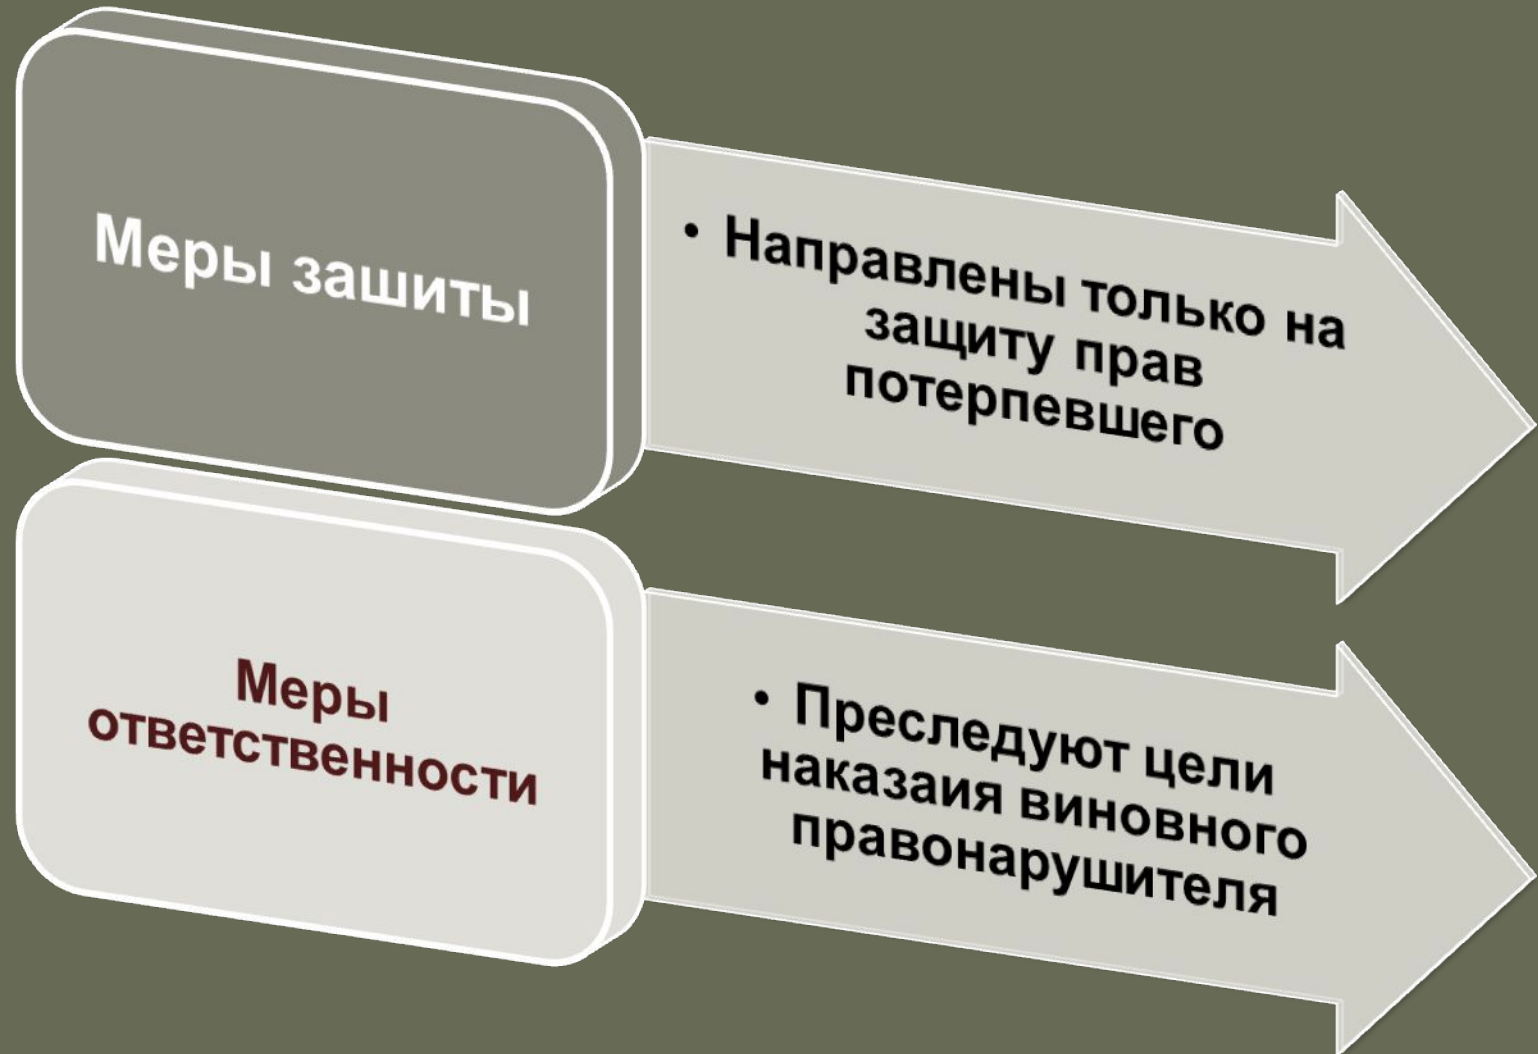 Меры зашиты
• Направлены только на
защиту прав
потерпевшего
Меры
ответственности
• Преследуют цели
наказаия виновного
правонарушителя